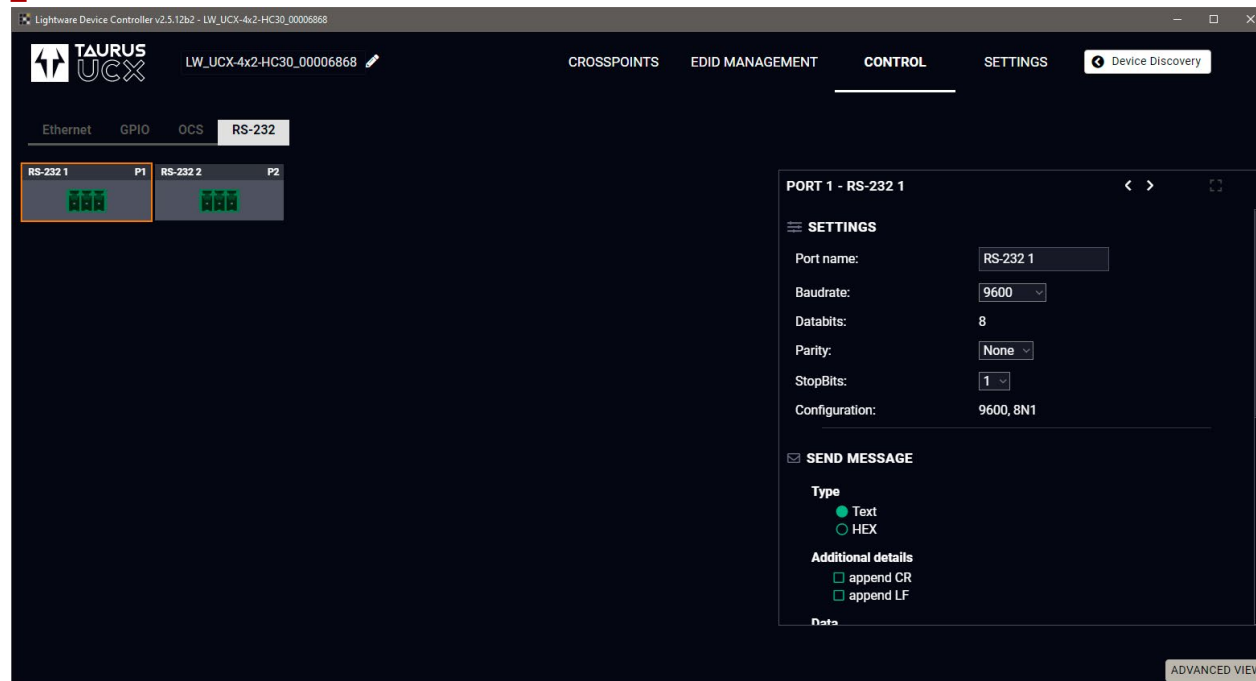 Lightware Device Controller v2.5.12b2 - LW_UCX-4x2-HC30_00006868
TAURUS
UCX
LW_UCX-4x2-HC30_00006868
CROSSPOINTS EDID MANAGEMENT CONTROL SETTINGS Device Discovery
Ethernet GPIO OCS RS-232
RS-232 1 P1 RS-232 2 P2
PORT 1 - RS-232 1
SETTINGS
Port name: RS-232 1
Baudrate: 9600
Databits: 8
Parity: None
StopBits: 1
Configuration: 9600, 8N1
SEND MESSAGE
Type
Text
HEX
Additional details
append CR
append LF
Data
ADVANCED VIEW